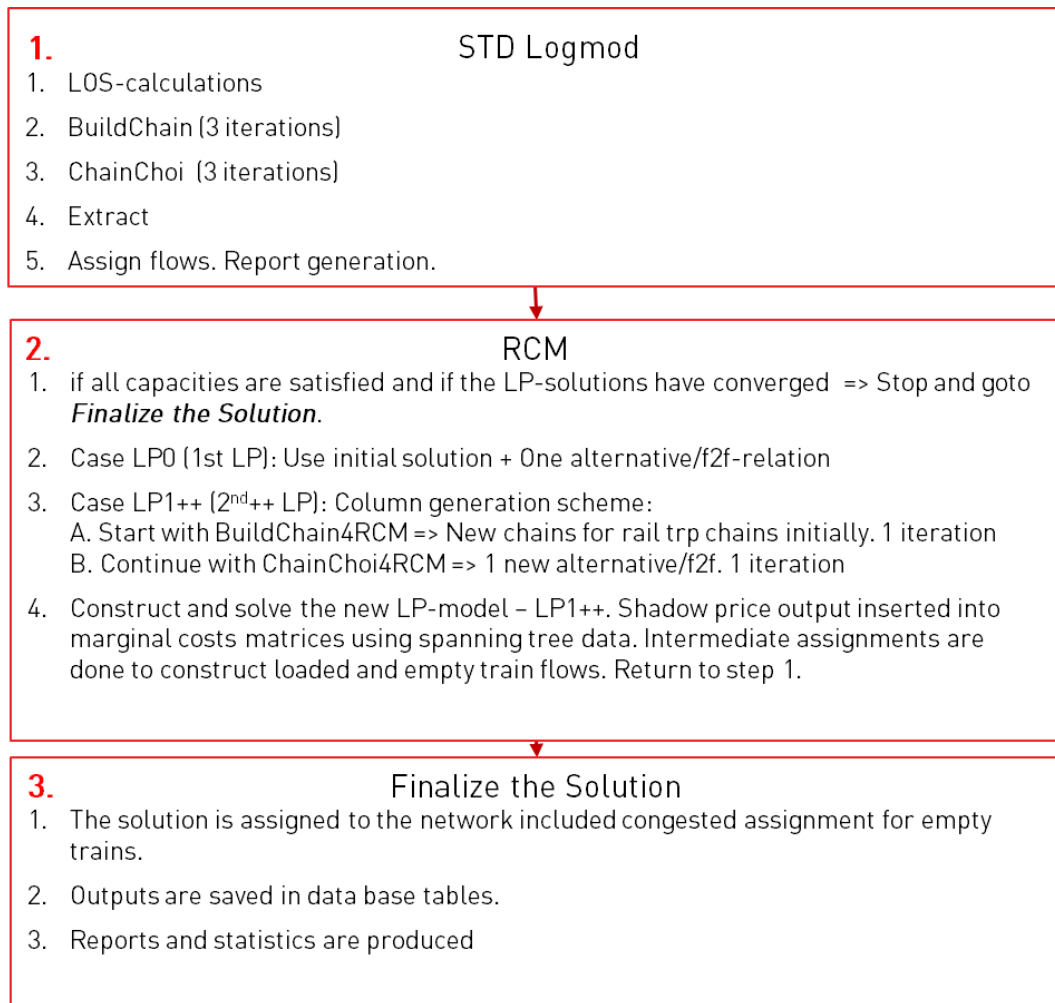 1. STD Logmod
1. LOS-calculations
2. BuildChain (3 iterations)
3. ChainChoi (3 iterations)
4. Extract
5. Assign flows. Report generation.
2. RCM
1. if all capacities are satisfied and if the LP-solutions have converged => Stop and goto
Finalize the Solution.
2. Case LP0 (1st LP): Use initial solution + One alternative/f2f-relation
3. Case LP1++ (2nd++ LP): Column generation scheme:
A. Start with BuildChain4RCM => New chains for rail trp chains initially. 1 iteration
B. Continue with ChainChoi4RCM => 1 new alternative/f2f. 1 iteration
4. Construct and solve the new LP-model – LP1++. Shadow price output inserted into
marginal costs matrices using spanning tree data. Intermediate assignments are
done to construct loaded and empty train flows. Return to step 1.
3. Finalize the Solution
1. The solution is assigned to the network included congested assignment for empty
trains.
2. Outputs are saved in data base tables.
3. Reports and statistics are produced